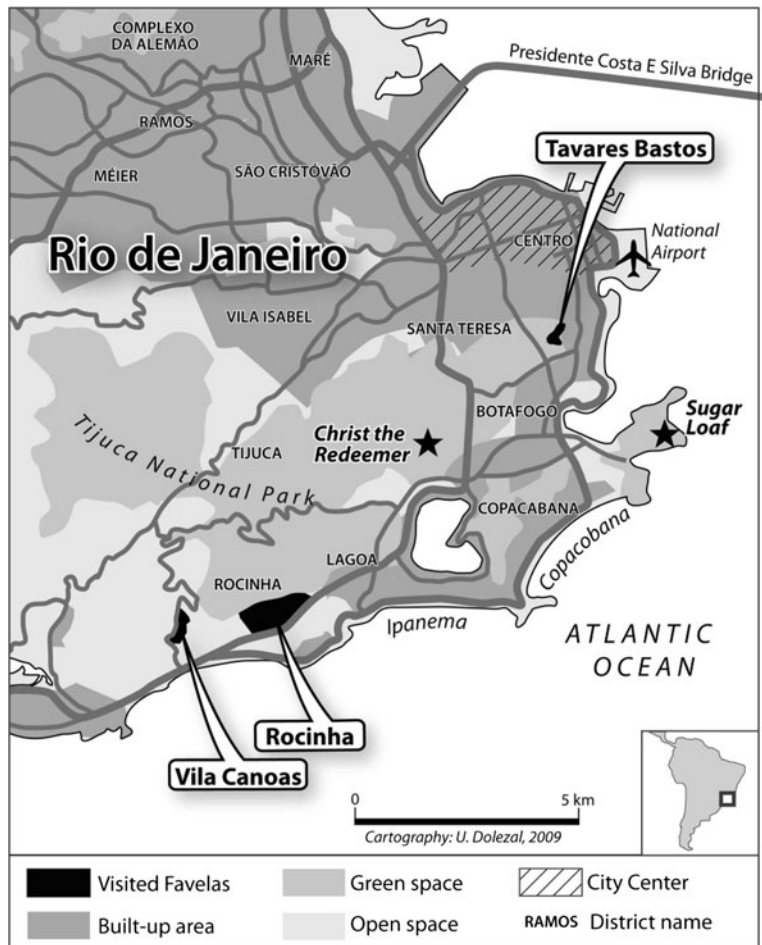 COMPLEXO
DA ALEMÃO
MARÉ
Presidente Costa E Silva Bridge
RAMOS
Tavares Bastos
MÉIER
SÃO CRISTÓVÃO
National
Airport
CENTRO
Rio de Janeiro
VILA ISABEL
SANTA TERESA
BOTAFOGO
Sugar
Loaf
Christ the
Redeemer
TIJUCA
Tijuca National Park
COPACABANA
Copacobana
LAGOA
ROCINHA
Ipanema
ATLANTIC
OCEAN
Rocinha
Vila Canoas
0 5 km
Cartography: U. Dolezal, 2009
Visited Favelas
Green space
City Center
Built-up area
Open space
RAMOS District name